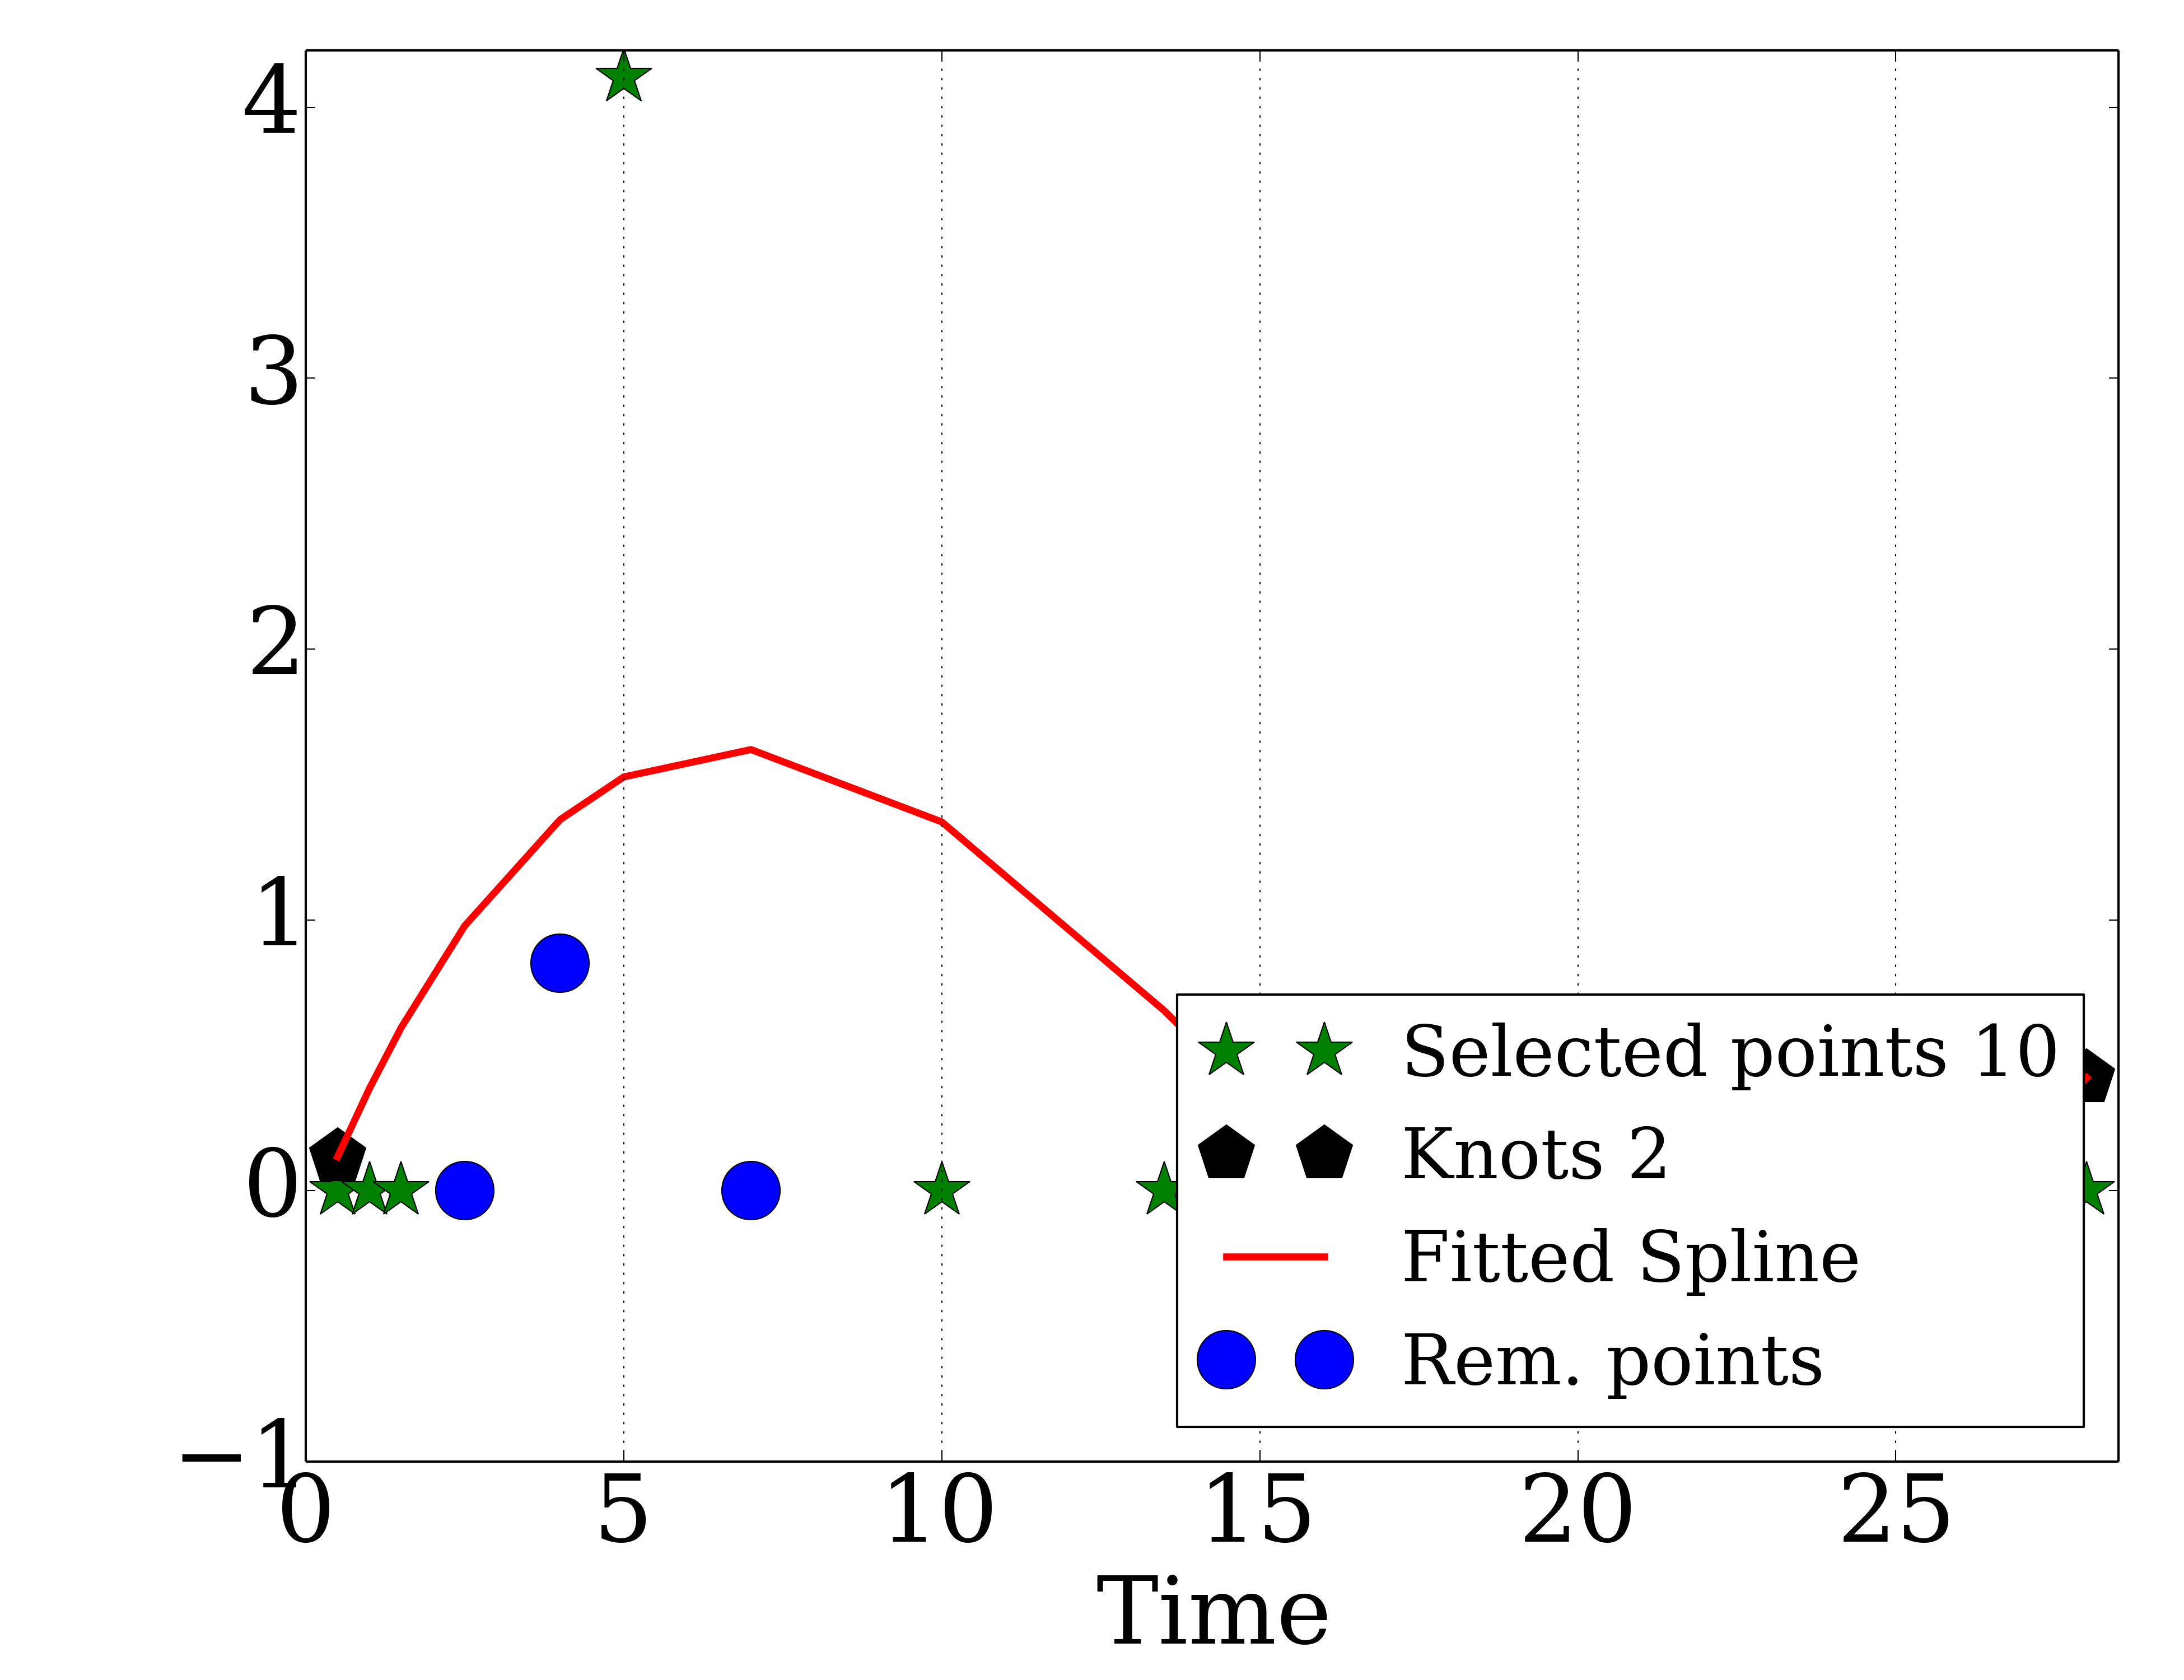 4
3
2
1
0
−1
Selected points 10
Knots 2
Fitted Spline
Rem. points
0 5 10 15 20 25
Time